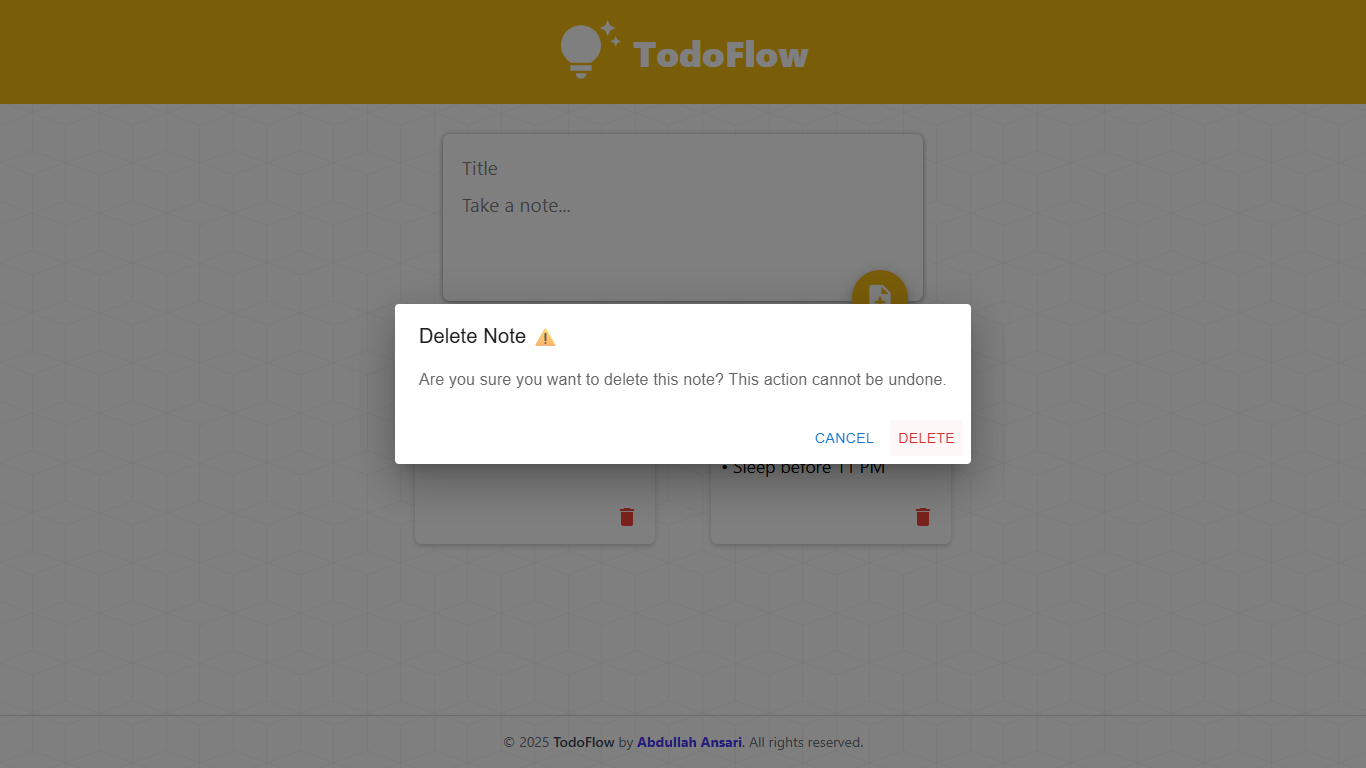 TodoFlow
Title
Take a note...
Delete Note
Are you sure you want to delete this note? This action cannot be undone.
CANCEL DELETE
• Sleep before 11 PM
© 2025 TodoFlow by Abdullah Ansari. All rights reserved.